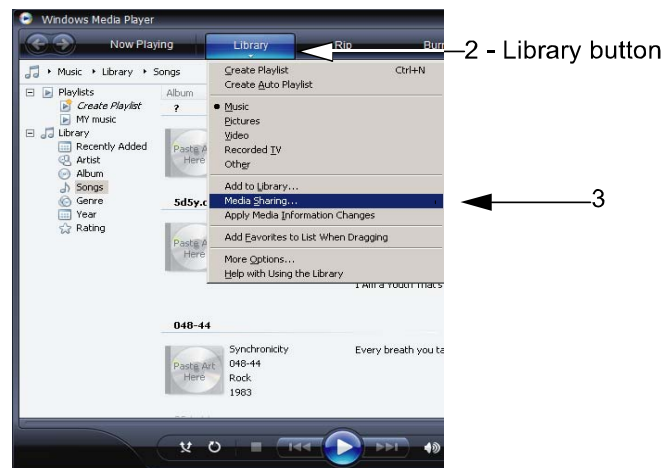 Windows Media Player
Now Playing Library Rip Burn
2 - Library button
Music Library Songs
Playlists
Create Playlist
MY music
Library
Recently Added
Artist
Album
Songs
Genre
Year
Rating
Album
?
Paste A
Here
5d5y.c
Paste A
Here
Create Playlist Ctrl+N
Create Auto Playlist
Music
Pictures
Video
Recorded TV
Other
Add to Library...
Media Sharing...
3
Apply Media Information Changes
Add Favorites to List When Dragging
More Options...
Help with Using the Library
I Am a Youth That's
048-44
Paste Art
Here
Synchronicity Every breath you ta
048-44
Rock
1983